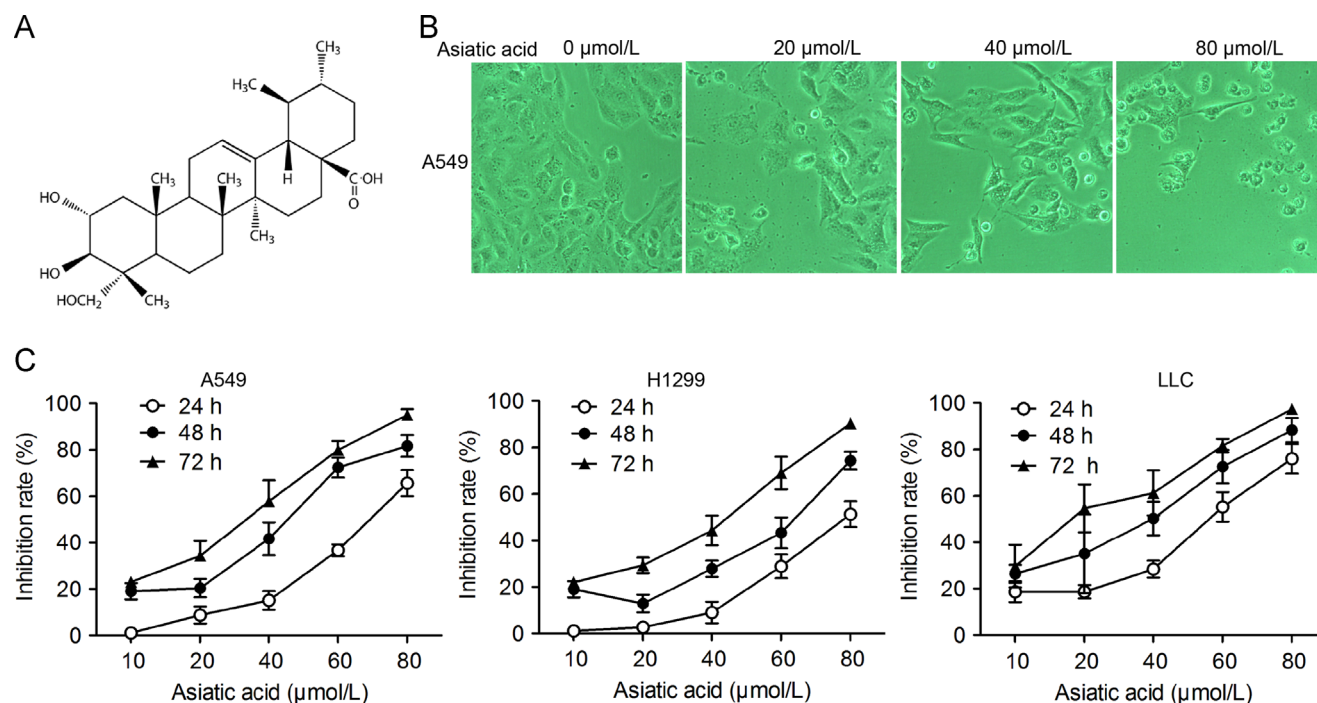 A
CH₃
H₃C
H
C
OH
O
CH₃
CH₃
CH₃
HO
HO
HOCH₂
CH₃
B
Asiatic acid 0 µmol/L 20 µmol/L 40 µmol/L 80 µmol/L
A549
C
A549
24 h
48 h
72 h
Inhibition rate (%)
100
80
60
40
20
0
10 20 40 60 80
Asiatic acid (µmol/L)
H1299
24 h
48 h
72 h
Inhibition rate (%)
100
80
60
40
20
0
10 20 40 60 80
Asiatic acid (µmol/L)
LLC
24 h
48 h
72 h
Inhibition rate (%)
100
80
60
40
20
0
10 20 40 60 80
Asiatic acid (µmol/L)